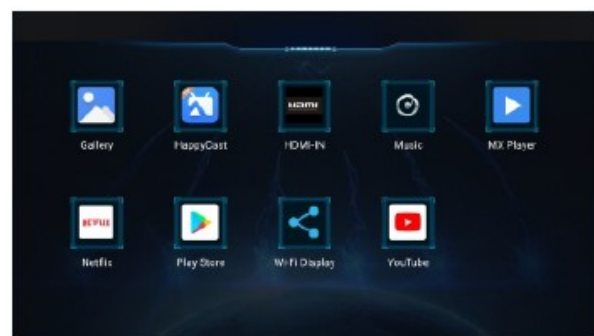 Gallery
HappyCast
HDMI-IN
Music
MX Player
Netflix
Play Store
Wi-Fi Display
YouTube